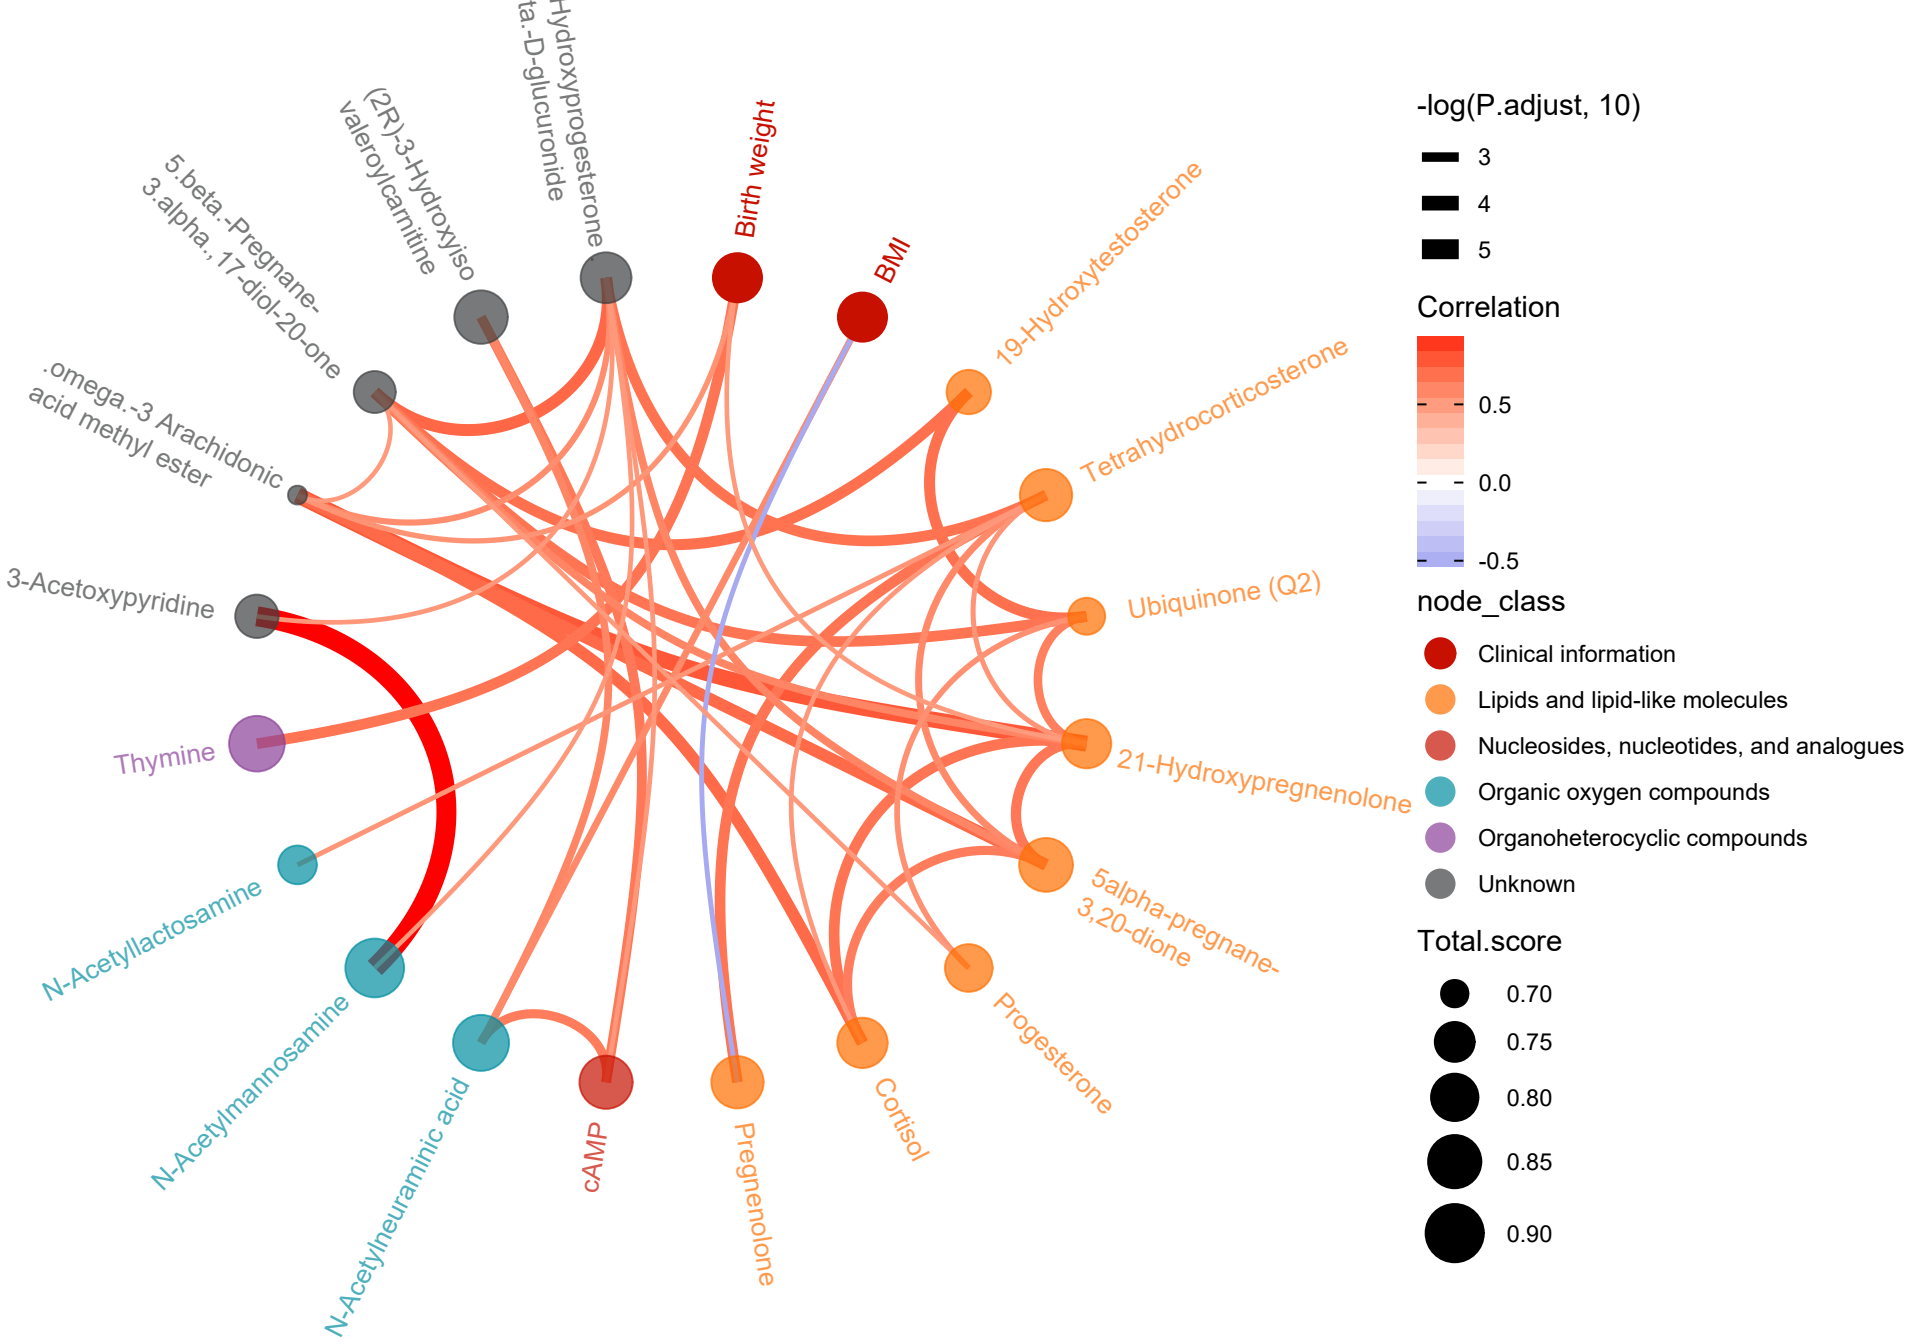 Hydroxyprogesterone
ta.-D-glucuronide
(2R)-3-Hydroxyiso
valeroylcarnitine
5.beta.-Pregnane-
3.alpha., 17-diol-20-one
.omega.-3 Arachidonic
acid methyl ester
3-Acetoxypyridine
Thymine
N-Acetyllactosamine
N-Acetylmannosamine
N-Acetylneuraminic acid
cAMP
Pregnenolone
Cortisol
Progesterone
5alpha-pregnane-
3,20-dione
21-Hydroxypregnenolone
Ubiquinone (Q2)
Tetrahydrocorticosterone
19-Hydroxytestosterone
BMI
Birth weight
-log(P.adjust, 10)
3
4
5
Correlation
0.5
0.0
-0.5
node_class
Clinical information
Lipids and lipid-like molecules
Nucleosides, nucleotides, and analogues
Organic oxygen compounds
Organoheterocyclic compounds
Unknown
Total.score
0.70
0.75
0.80
0.85
0.90